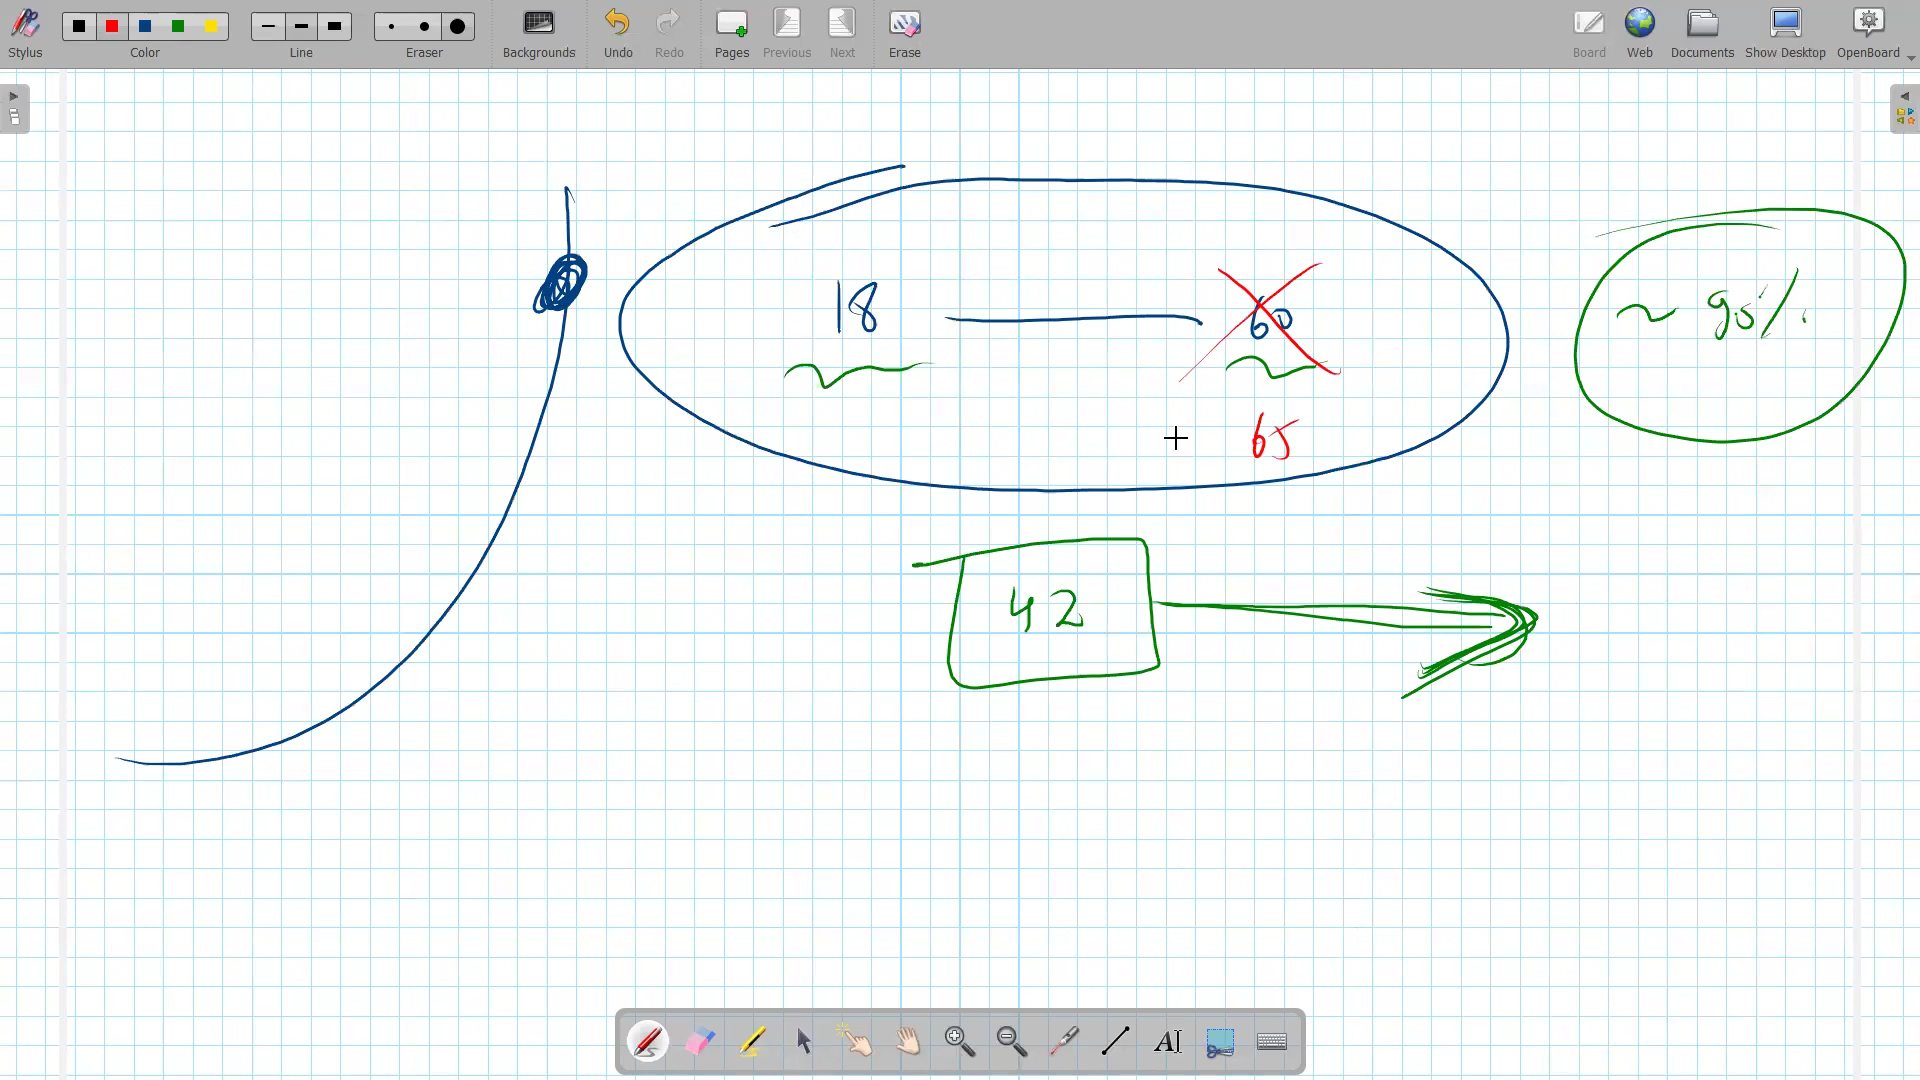 Stylus
Color
Line
Eraser
Backgrounds
Undo
Redo
Pages
Previous
Next
Erase
Board
Web
Documents
Show Desktop
OpenBoard
18 — 60
~ 90%
65
42